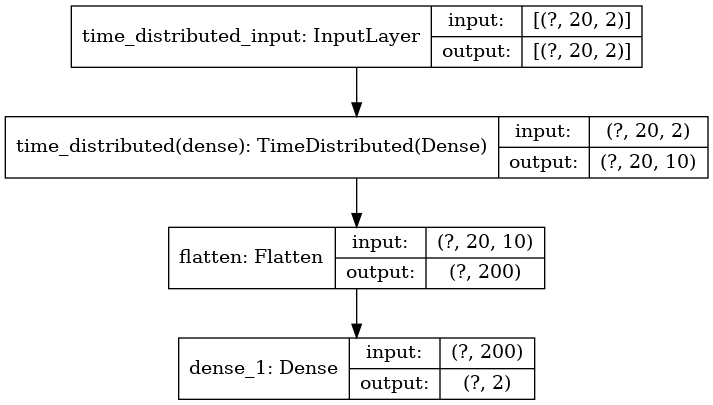 time_distributed_input: InputLayer
input: [(?, 20, 2)]
output: [(?, 20, 2)]
time_distributed(dense): TimeDistributed(Dense)
input: (?, 20, 2)
output: (?, 20, 10)
flatten: Flatten
input: (?, 20, 10)
output: (?, 200)
dense_1: Dense
input: (?, 200)
output: (?, 2)